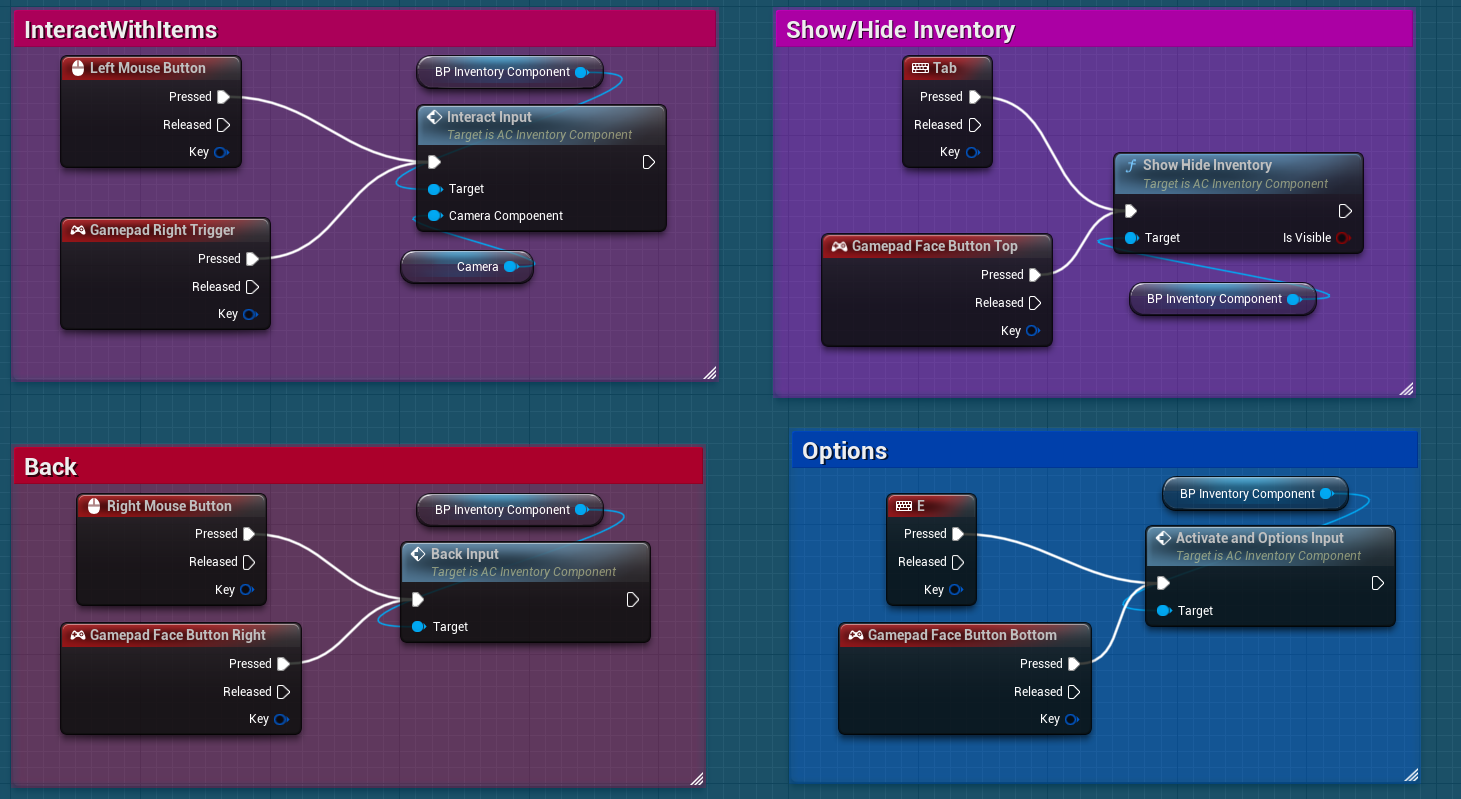 InteractWithItems
Left Mouse Button
Pressed
Released
Key
BP Inventory Component
Interact Input
Target is AC Inventory Component
Target
Camera Compoenent
Gamepad Right Trigger
Pressed
Released
Key
Camera
Show/Hide Inventory
Tab
Pressed
Released
Key
Show Hide Inventory
Target is AC Inventory Component
Target
Is Visible
Gamepad Face Button Top
Pressed
Released
Key
BP Inventory Component
Back
Right Mouse Button
Pressed
Released
Key
BP Inventory Component
Back Input
Target is AC Inventory Component
Target
Gamepad Face Button Right
Pressed
Released
Key
Options
E
Pressed
Released
Key
BP Inventory Component
Activate and Options Input
Target is AC Inventory Component
Target
Gamepad Face Button Bottom
Pressed
Released
Key